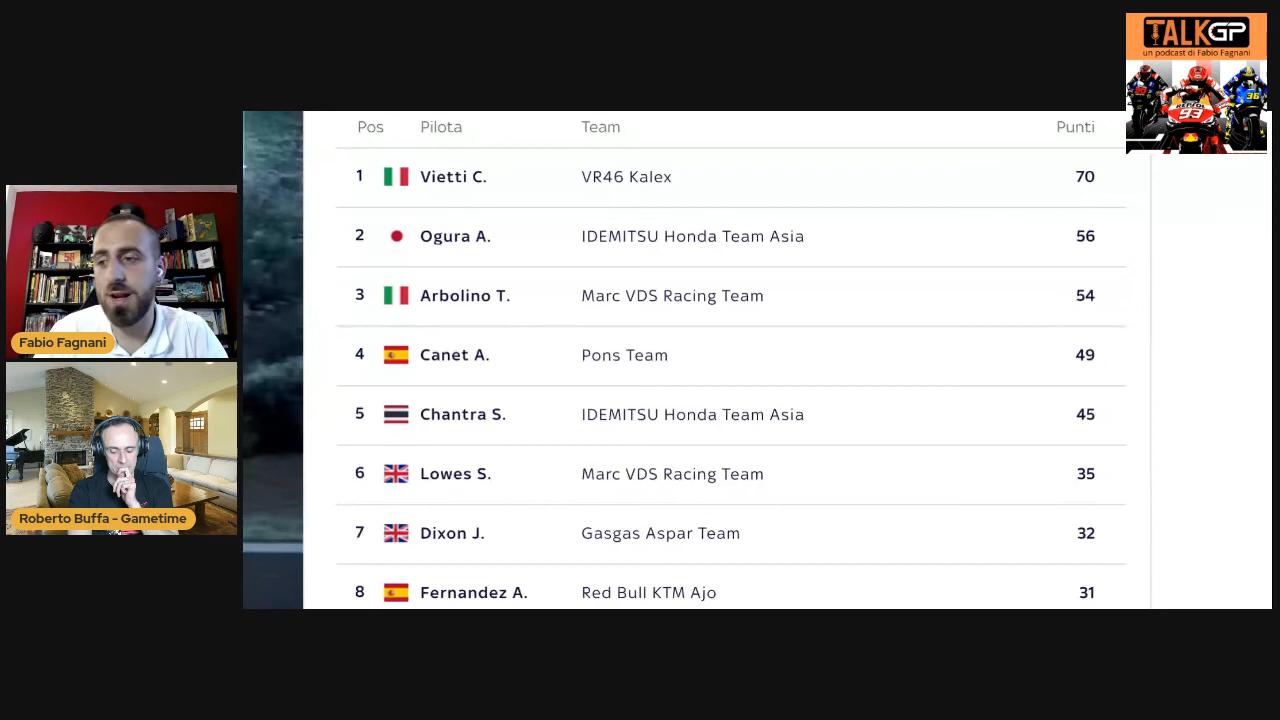 TALKGP
un podcast di Fabio Fagnani
36
REPSOL
93
Pos Pilota Team Punti
1 Vietti C. VR46 Kalex 70
2 Ogura A. IDEMITSU Honda Team Asia 56
3 Arbolino T. Marc VDS Racing Team 54
4 Canet A. Pons Team 49
5 Chantra S. IDEMITSU Honda Team Asia 45
6 Lowes S. Marc VDS Racing Team 35
7 Dixon J. Gasgas Aspar Team 32
8 Fernandez A. Red Bull KTM Ajo 31
Fabio Fagnani
Roberto Buffa - Gametime